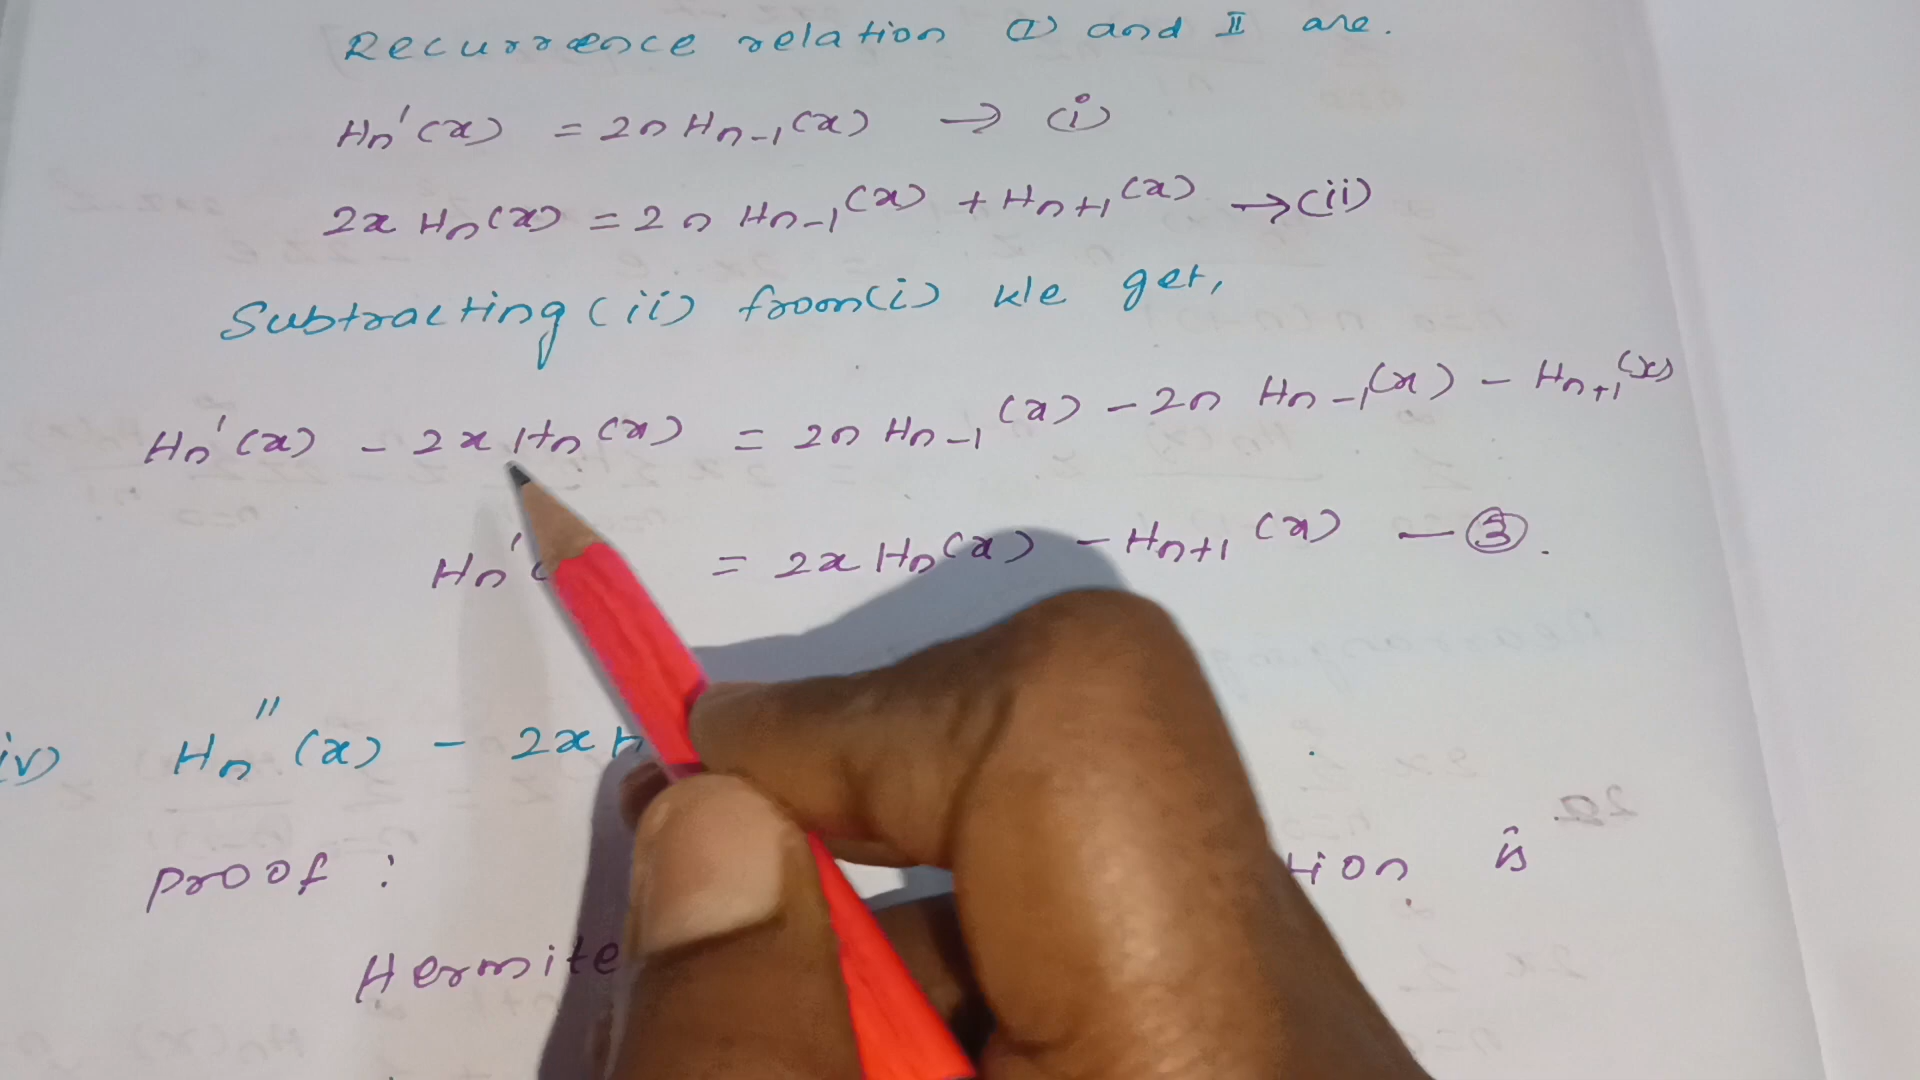 Recurrence relation (I) and II are.
Hn'(x) = 2n Hn-1(x) → (i)
2x Hn(x) = 2n Hn-1(x) + Hn+1(x) → (ii)
Subtracting (ii) from (i) we get,
Hn'(x) - 2x Hn(x) = 2n Hn-1(x) - 2n Hn-1(x) - Hn+1(x)
Hn'( = 2x Hn(x) - Hn+1(x) — ③.
iv) Hn''(x) - 2x
Proof : is
Hermite